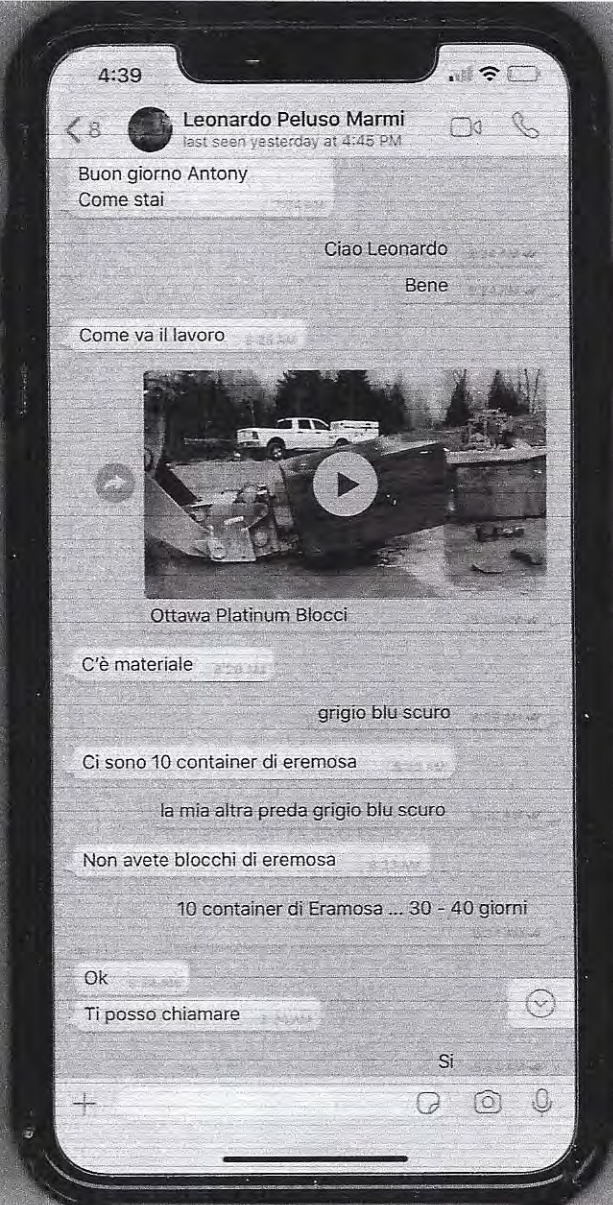 4:39
8
Leonardo Peluso Marmi
last seen yesterday at 4:45 PM
Buon giorno Antony
Come stai
Ciao Leonardo
Bene
Come va il lavoro
Ottawa Platinum Blocci
C'è materiale
grigio blu scuro
Ci sono 10 container di eremosa
la mia altra preda grigio blu scuro
Non avete blocchi di eremosa
10 container di Eramosa ... 30 - 40 giorni
Ok
Ti posso chiamare
Si